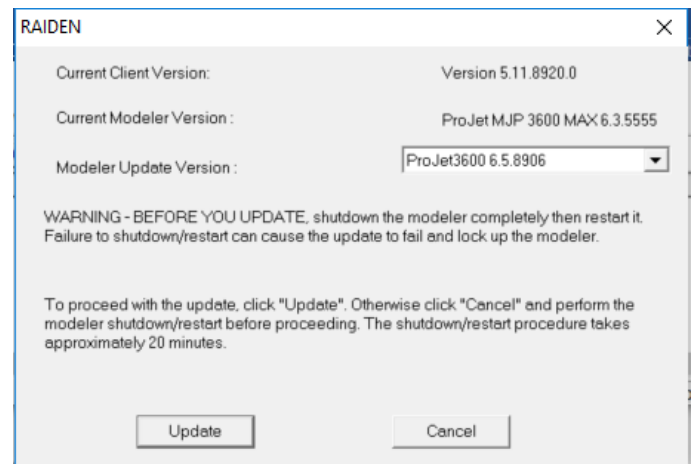 RAIDEN
Current Client Version: Version 5.11.8920.0
Current Modeler Version : ProJet MJP 3600 MAX 6.3.5555
Modeler Update Version : ProJet3600 6.5.8906
WARNING - BEFORE YOU UPDATE, shutdown the modeler completely then restart it.
Failure to shutdown/restart can cause the update to fail and lock up the modeler.
To proceed with the update, click "Update". Otherwise click "Cancel" and perform the
modeler shutdown/restart before proceeding. The shutdown/restart procedure takes
approximately 20 minutes.
Update Cancel